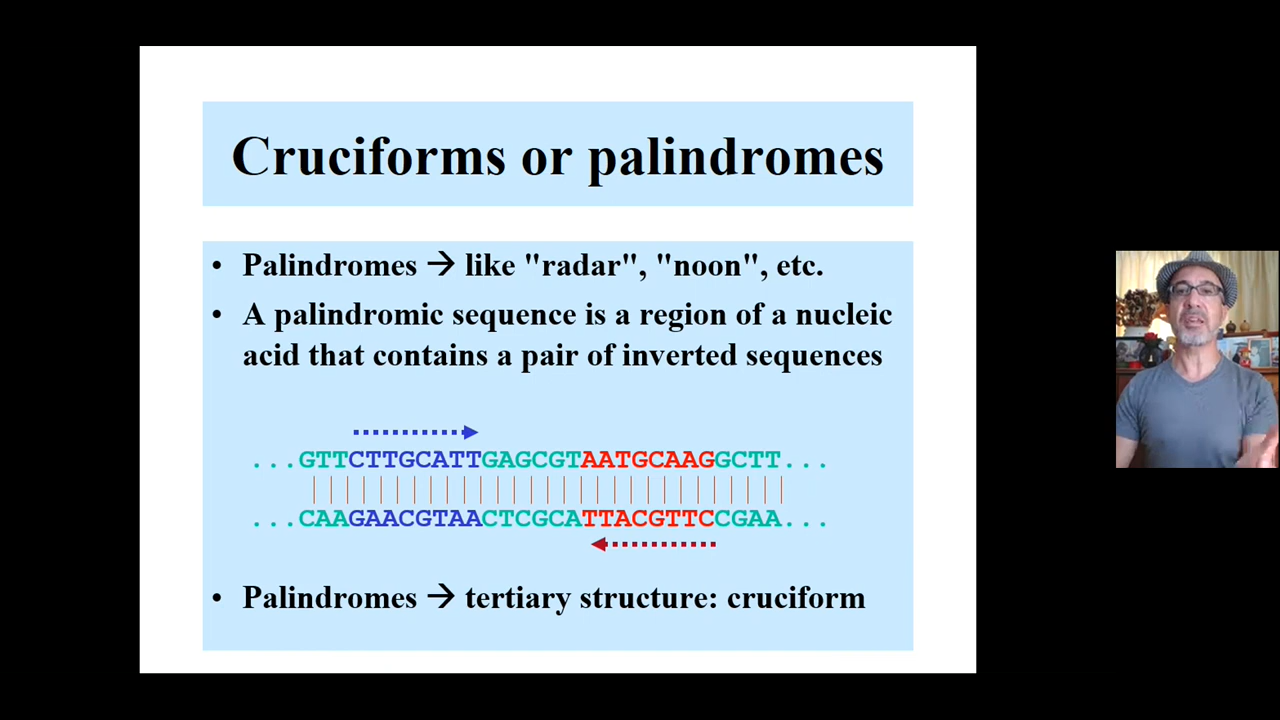 Cruciforms or palindromes
• Palindromes → like "radar", "noon", etc.
• A palindromic sequence is a region of a nucleic
acid that contains a pair of inverted sequences
...GTTCTTGCATTGAGCGTAATGCAAGGCTT...
...CAAGAACGTAACTCGCATTACGTTCCGAA...
• Palindromes → tertiary structure: cruciform